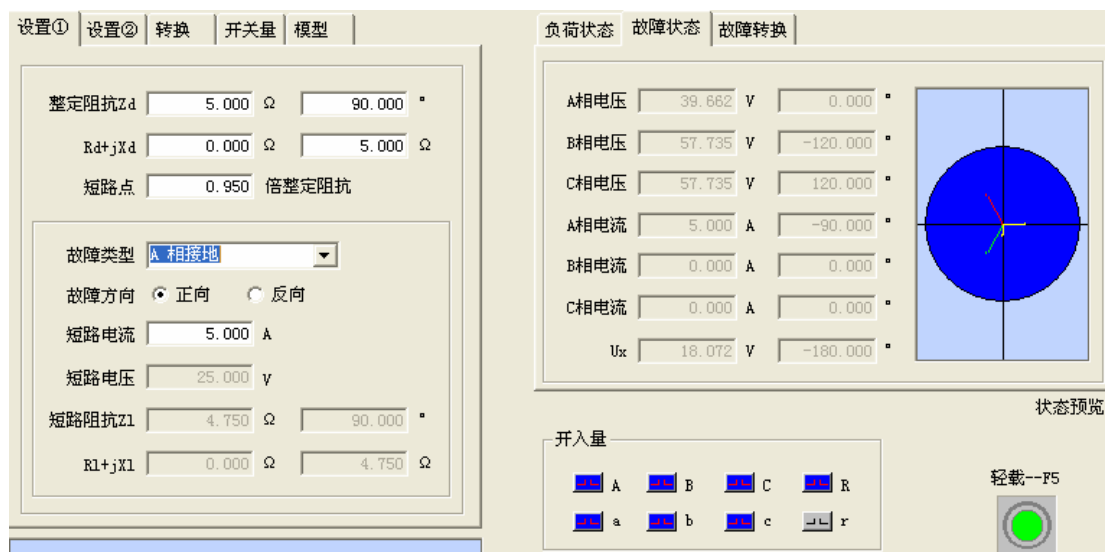 设置① 设置② 转换 开关量 模型
整定阻抗Zd 5.000 Ω 90.000 °
Rd+jXd 0.000 Ω 5.000 Ω
短路点 0.950 倍整定阻抗
故障类型 A 相接地
故障方向 正向 反向
短路电流 5.000 A
短路电压 25.000 V
短路阻抗Zl 4.750 Ω 90.000 °
Rl+jXl 0.000 Ω 4.750 Ω
负荷状态 故障状态 故障转换
A相电压 39.662 V 0.000 °
B相电压 57.735 V -120.000 °
C相电压 57.735 V 120.000 °
A相电流 5.000 A -90.000 °
B相电流 0.000 A 0.000 °
C相电流 0.000 A 0.000 °
Ux 18.072 V -180.000 °
状态预览
开入量
A B C R
a b c r
轻载--F5